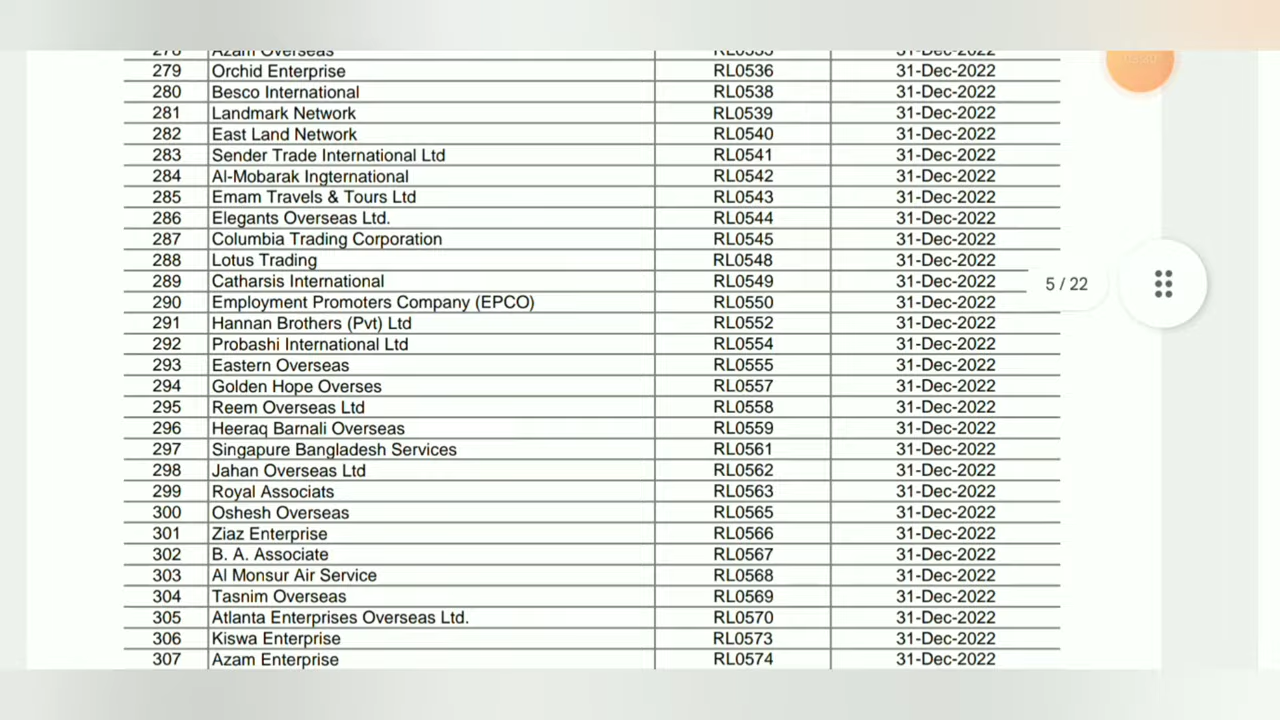 278 Azam Overseas RL0535 31-Dec-2022
279 Orchid Enterprise RL0536 31-Dec-2022
280 Besco International RL0538 31-Dec-2022
281 Landmark Network RL0539 31-Dec-2022
282 East Land Network RL0540 31-Dec-2022
283 Sender Trade International Ltd RL0541 31-Dec-2022
284 Al-Mobarak Ingternational RL0542 31-Dec-2022
285 Emam Travels & Tours Ltd RL0543 31-Dec-2022
286 Elegants Overseas Ltd. RL0544 31-Dec-2022
287 Columbia Trading Corporation RL0545 31-Dec-2022
288 Lotus Trading RL0548 31-Dec-2022
289 Catharsis International RL0549 31-Dec-2022
290 Employment Promoters Company (EPCO) RL0550 31-Dec-2022 5 / 22
291 Hannan Brothers (Pvt) Ltd RL0552 31-Dec-2022
292 Probashi International Ltd RL0554 31-Dec-2022
293 Eastern Overseas RL0555 31-Dec-2022
294 Golden Hope Overses RL0557 31-Dec-2022
295 Reem Overseas Ltd RL0558 31-Dec-2022
296 Heeraq Barnali Overseas RL0559 31-Dec-2022
297 Singapure Bangladesh Services RL0561 31-Dec-2022
298 Jahan Overseas Ltd RL0562 31-Dec-2022
299 Royal Associats RL0563 31-Dec-2022
300 Oshesh Overseas RL0565 31-Dec-2022
301 Ziaz Enterprise RL0566 31-Dec-2022
302 B. A. Associate RL0567 31-Dec-2022
303 Al Monsur Air Service RL0568 31-Dec-2022
304 Tasnim Overseas RL0569 31-Dec-2022
305 Atlanta Enterprises Overseas Ltd. RL0570 31-Dec-2022
306 Kiswa Enterprise RL0573 31-Dec-2022
307 Azam Enterprise RL0574 31-Dec-2022